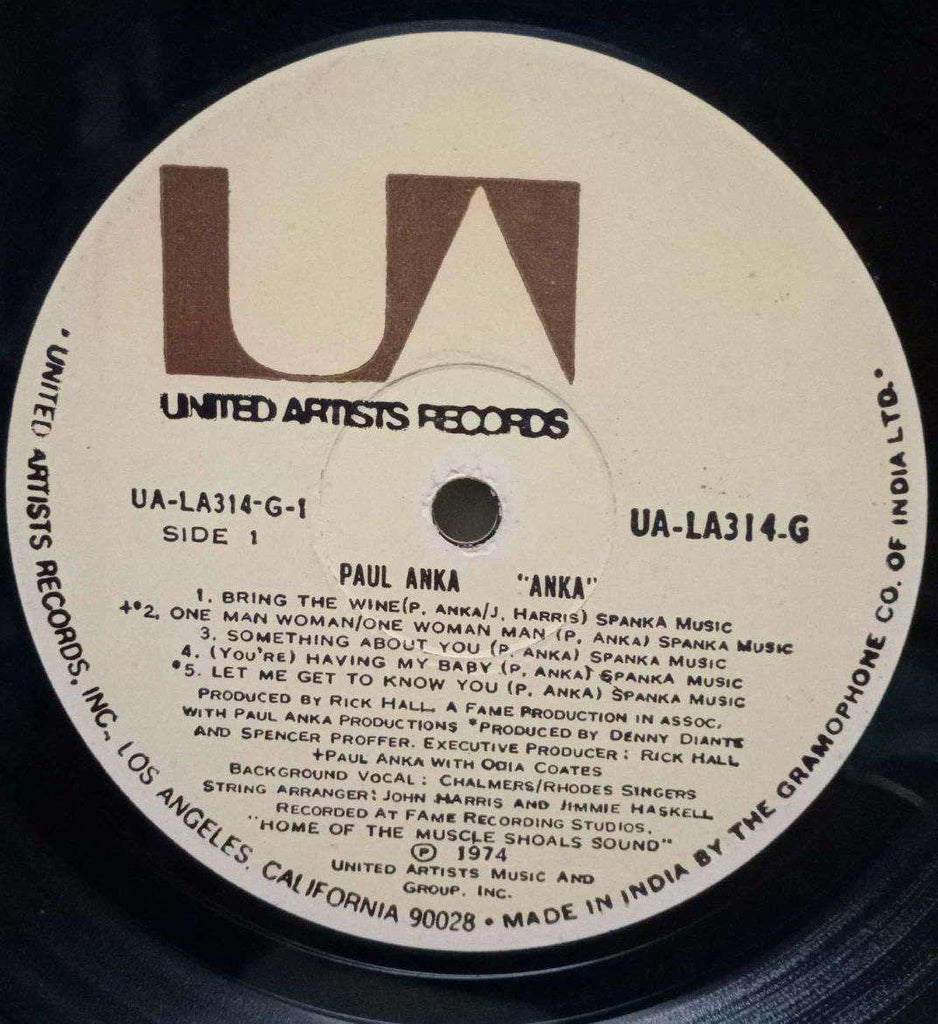 UA
UNITED ARTISTS RECORDS
UA-LA314-G-1
SIDE 1
UA-LA314-G
PAUL ANKA "ANKA"
1. BRING THE WINE(P. ANKA/J. HARRIS) SPANKA MUSIC
+*2. ONE MAN WOMAN/ONE WOMAN MAN (P. ANKA) SPANKA MUSIC
3. SOMETHING ABOUT YOU (P. ANKA) SPANKA MUSIC
4. (YOU'RE) HAVING MY BABY (P. ANKA) SPANKA MUSIC
*5. LET ME GET TO KNOW YOU (P. ANKA) SPANKA MUSIC
PRODUCED BY RICK HALL. A FAME PRODUCTION IN ASSOC.
WITH PAUL ANKA PRODUCTIONS *PRODUCED BY DENNY DIANTE
AND SPENCER PROFFER. EXECUTIVE PRODUCER: RICK HALL
+PAUL ANKA WITH ODIA COATES
BACKGROUND VOCAL: CHALMERS/RHODES SINGERS
STRING ARRANGER: JOHN HARRIS AND JIMMIE HASKELL
RECORDED AT FAME RECORDING STUDIOS.
"HOME OF THE MUSCLE SHOALS SOUND"
Ⓟ 1974
UNITED ARTISTS MUSIC AND
GROUP, INC.
• UNITED ARTISTS RECORDS, INC., LOS ANGELES, CALIFORNIA 90028 • MADE IN INDIA BY THE GRAMOPHONE CO. OF INDIA LTD. •